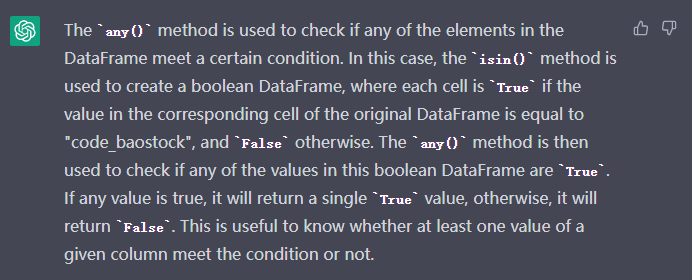 The `any()` method is used to check if any of the elements in the
DataFrame meet a certain condition. In this case, the `isin()` method is
used to create a boolean DataFrame, where each cell is `True` if the
value in the corresponding cell of the original DataFrame is equal to
"code_baostock", and `False` otherwise. The `any()` method is then
used to check if any of the values in this boolean DataFrame are `True`.
If any value is true, it will return a single `True` value, otherwise, it will
return `False`. This is useful to know whether at least one value of a
given column meet the condition or not.